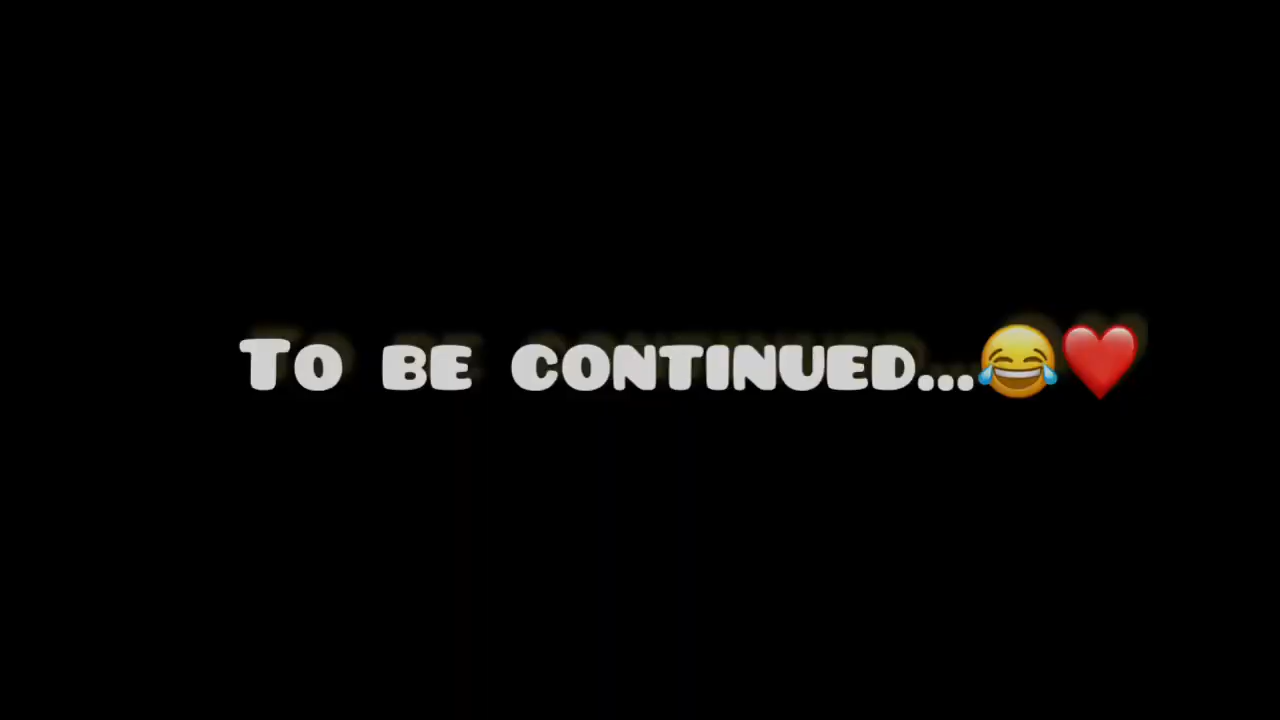 To be continued...😂❤️